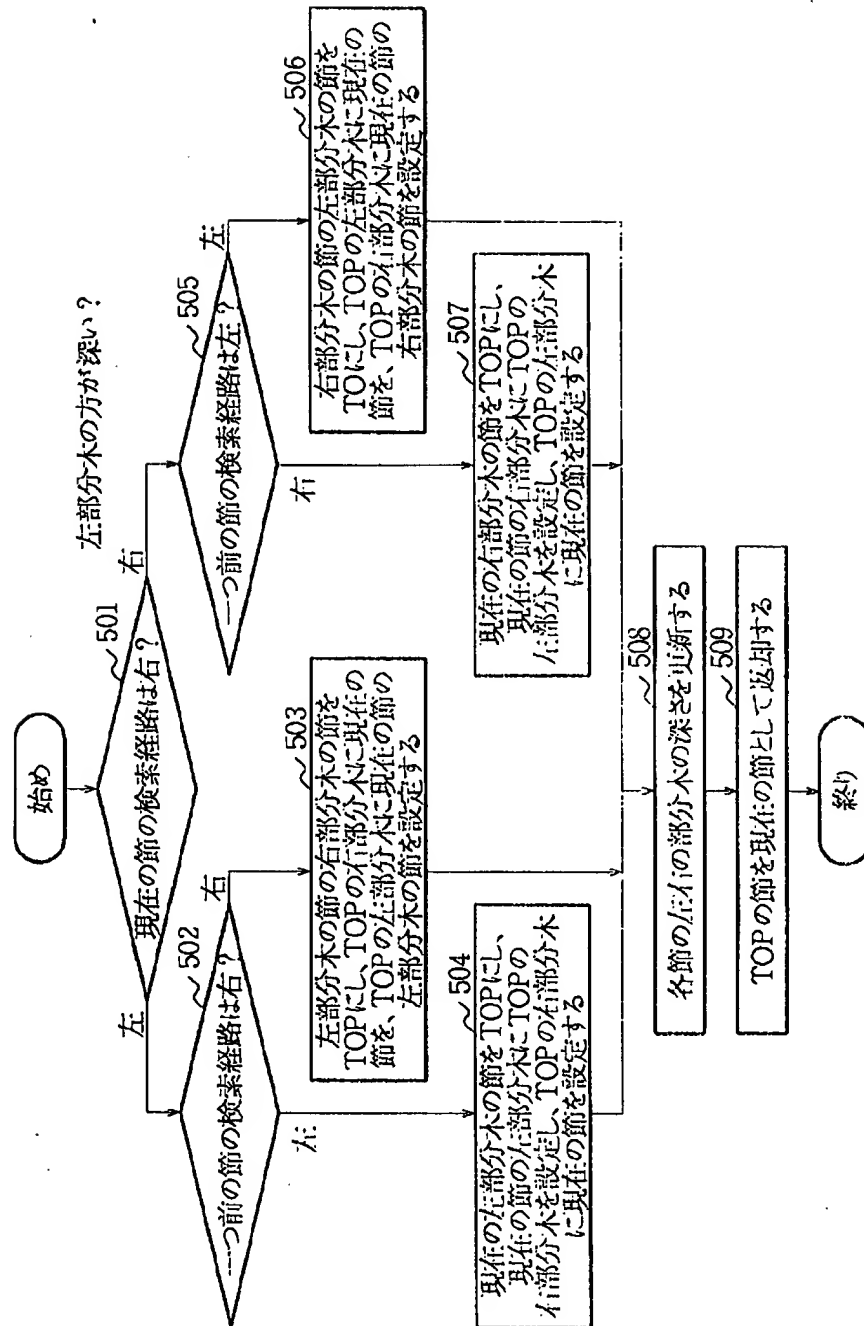 始め
現在の節の検索経路は右？
501
左
右
左部分木の方が深い？
一つ前の節の検索経路は右？
502
右
左
一つ前の節の検索経路は左？
505
左
右
503
左部分木の節の右部分木の節を
TOPにし、TOPの右部分木に現在の
節を、TOPの左部分木に現在の節の
左部分木の節を設定する
506
右部分木の節の左部分木の節を
TOにし、TOPの左部分木に現在の
節を、TOPの右部分木に現在の節の
右部分木の節を設定する
504
現在の左部分木の節をTOPにし、
現在の節の左部分木にTOPの
右部分木を設定し、TOPの右部分木
に現在の節を設定する
507
現在の右部分木の節をTOPにし、
現在の節の右部分木にTOPの
左部分木を設定し、TOPの左部分木
に現在の節を設定する
508
各節の左右の部分木の深さを更新する
509
TOPの節を現在の節として返却する
終り